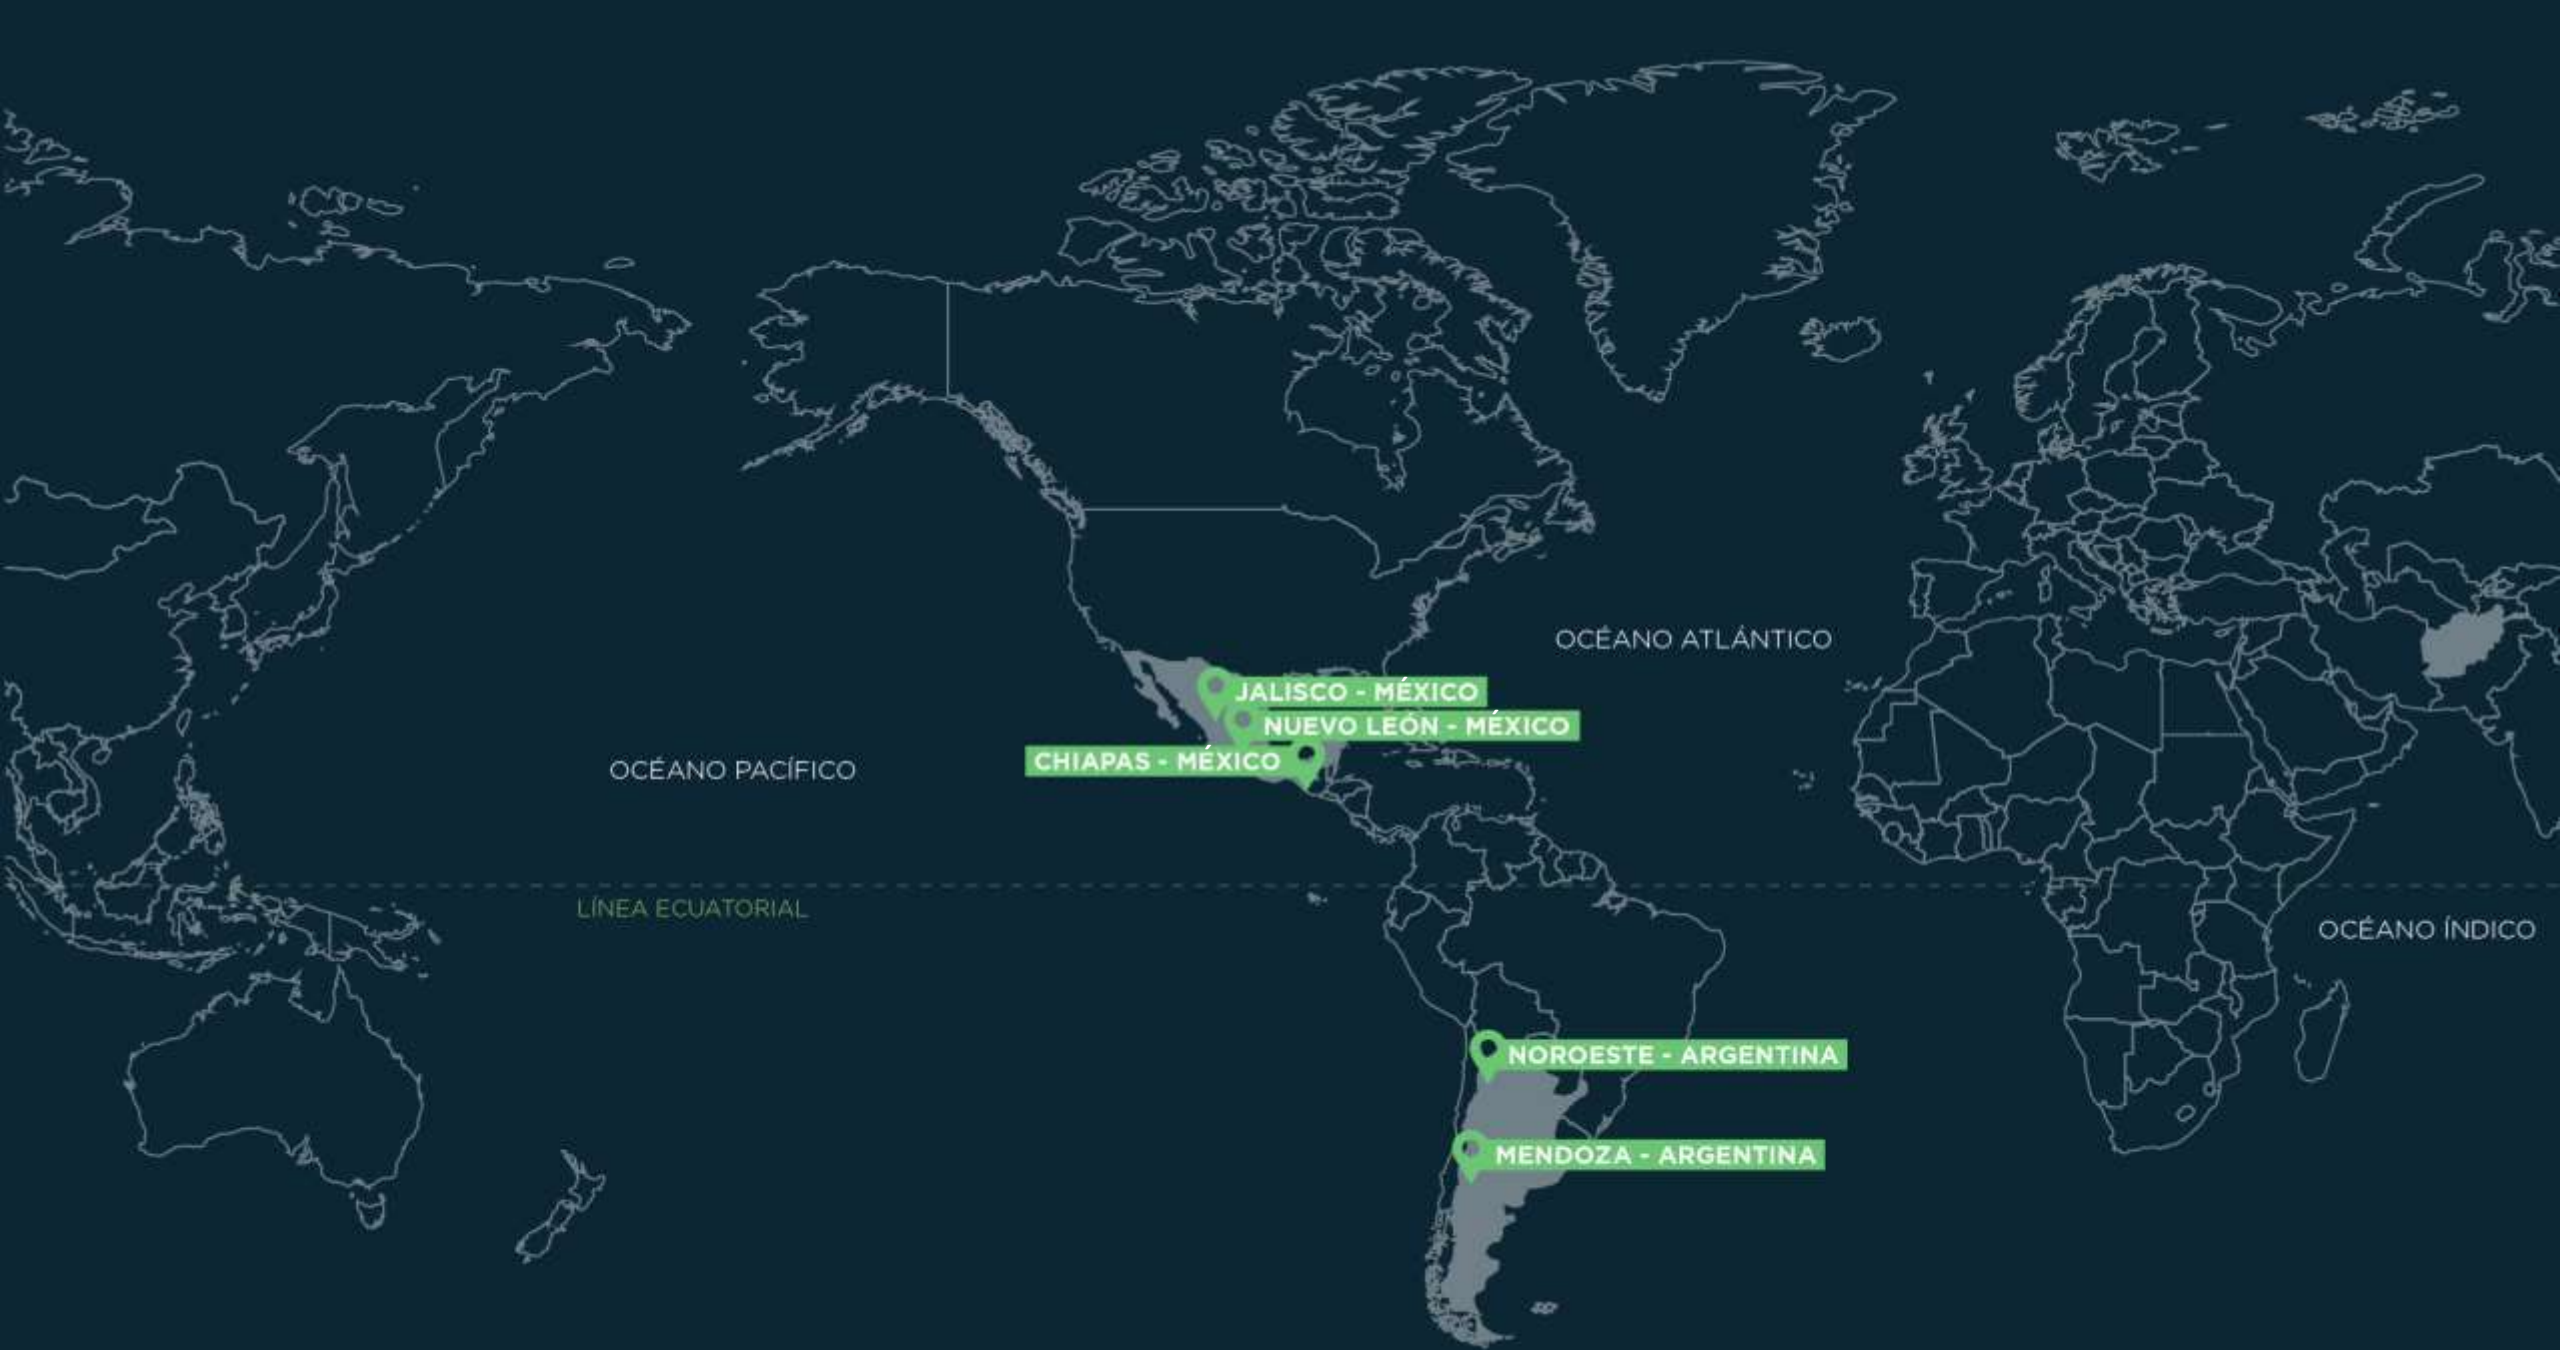 OCÉANO ATLÁNTICO
JALISCO - MÉXICO
NUEVO LEÓN - MÉXICO
CHIAPAS - MÉXICO
OCÉANO PACÍFICO
LÍNEA ECUATORIAL
OCÉANO ÍNDICO
NOROESTE - ARGENTINA
MENDOZA - ARGENTINA